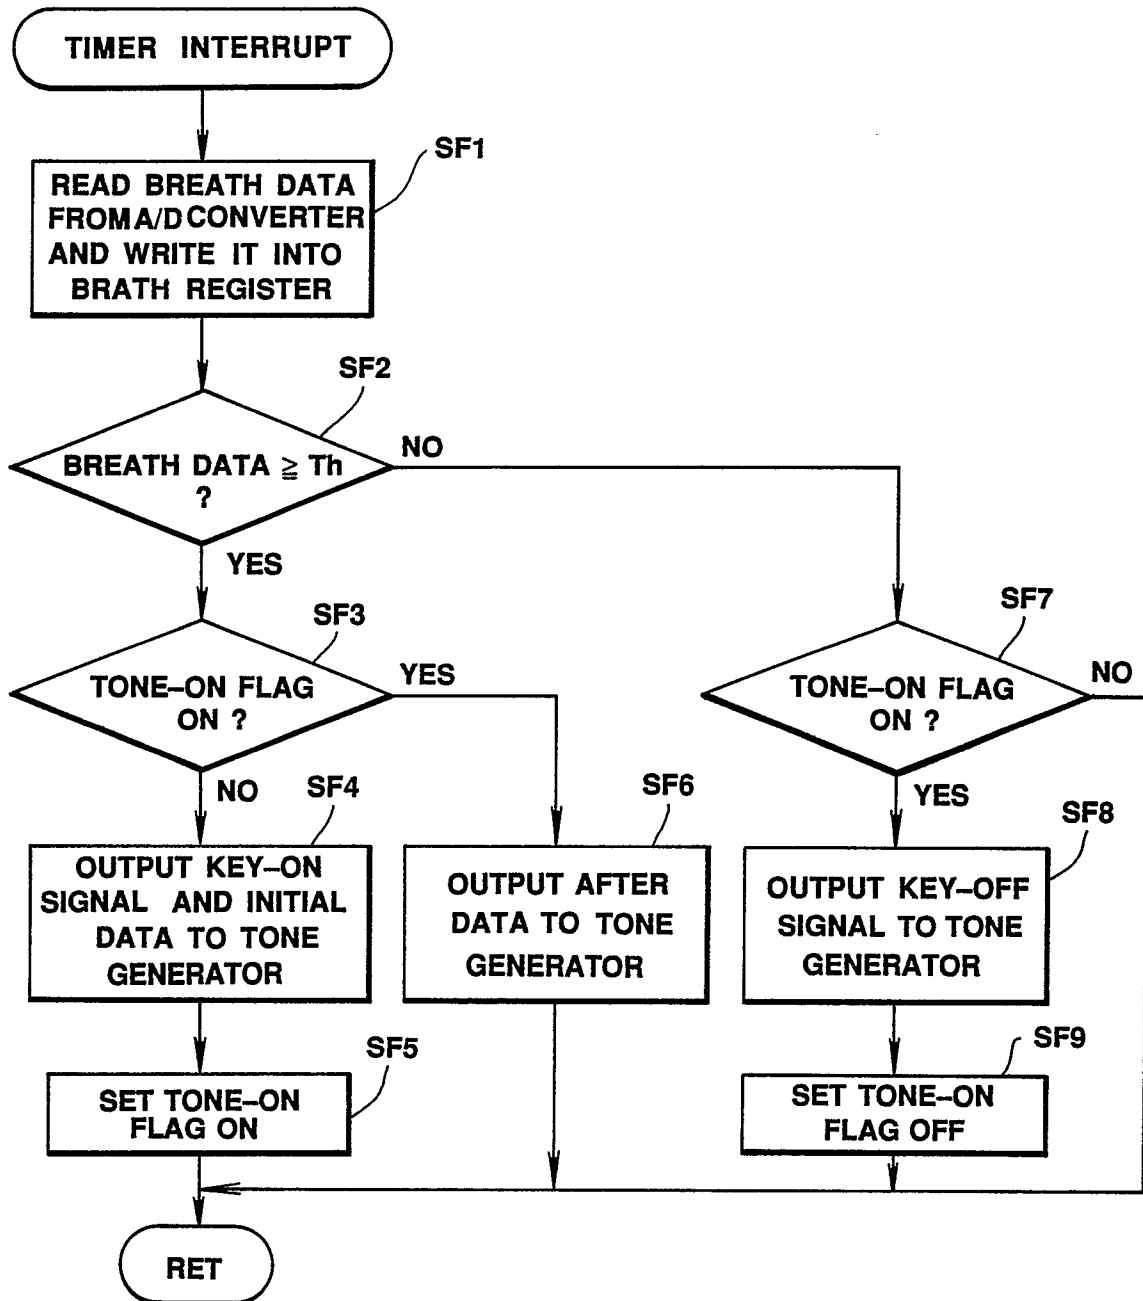 TIMER INTERRUPT
SF1
READ BREATH DATA
FROM A/D CONVERTER
AND WRITE IT INTO
BRATH REGISTER
SF2
BREATH DATA ≧ Th
?
NO
YES
SF3
TONE–ON FLAG
ON ?
YES
NO
SF7
TONE–ON FLAG
ON ?
NO
YES
SF4
OUTPUT KEY–ON
SIGNAL AND INITIAL
DATA TO TONE
GENERATOR
SF6
OUTPUT AFTER
DATA TO TONE
GENERATOR
SF8
OUTPUT KEY–OFF
SIGNAL TO TONE
GENERATOR
SF5
SET TONE–ON
FLAG ON
SF9
SET TONE–ON
FLAG OFF
RET